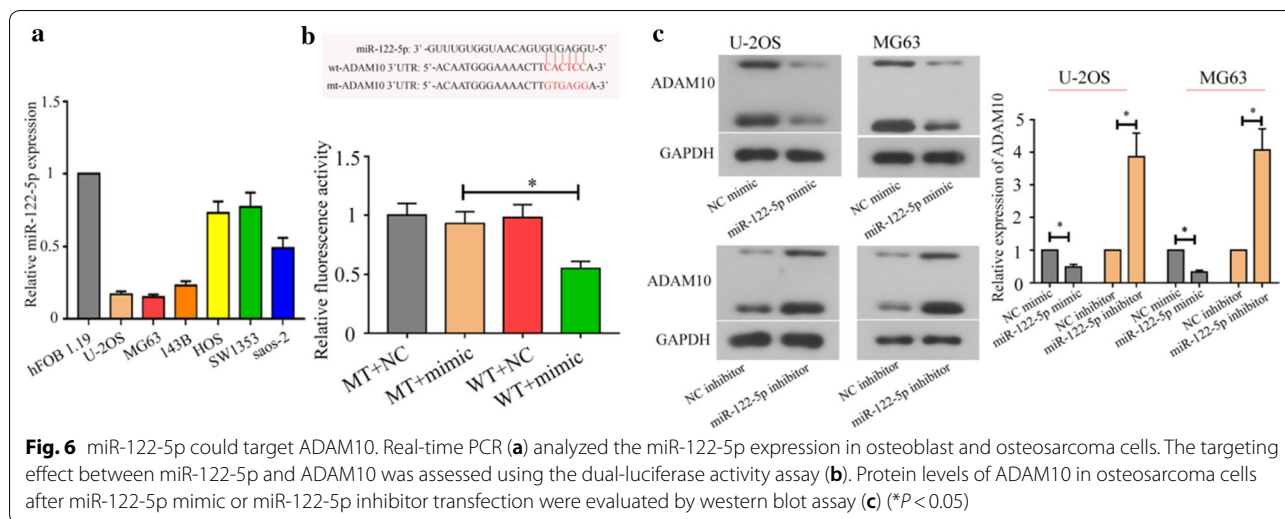 a
Relative miR-122-5p expression
1.5
1
0.5
0
hFOB 1.19
U-2OS
MG63
143B
HOS
SW1353
saos-2
b
miR-122-5p: 3'-GUUUGUGGUAACAGUGUGAGGU-5'
wt-ADAM10 3'UTR: 5'-ACAATGGGAAAACTTCACTCCA-3'
mt-ADAM10 3'UTR: 5'-ACAATGGGAAAACTTGTGAGGA-3'
Relative fluorescence activity
1.5
1
0.5
0
*
MT+NC
MT+mimic
WT+NC
WT+mimic
c
U-2OS
MG63
ADAM10
GAPDH
NC mimic
miR-122-5p mimic
NC mimic
miR-122-5p mimic
ADAM10
GAPDH
NC inhibitor
miR-122-5p inhibitor
NC inhibitor
miR-122-5p inhibitor
Relative expression of ADAM10
U-2OS
MG63
5
4
3
2
1
0
*
*
*
*
NC mimic
miR-122-5p mimic
NC inhibitor
miR-122-5p inhibitor
NC mimic
miR-122-5p mimic
NC inhibitor
miR-122-5p inhibitor
Fig. 6 miR-122-5p could target ADAM10. Real-time PCR (a) analyzed the miR-122-5p expression in osteoblast and osteosarcoma cells. The targeting
effect between miR-122-5p and ADAM10 was assessed using the dual-luciferase activity assay (b). Protein levels of ADAM10 in osteosarcoma cells
after miR-122-5p mimic or miR-122-5p inhibitor transfection were evaluated by western blot assay (c) (*P < 0.05)